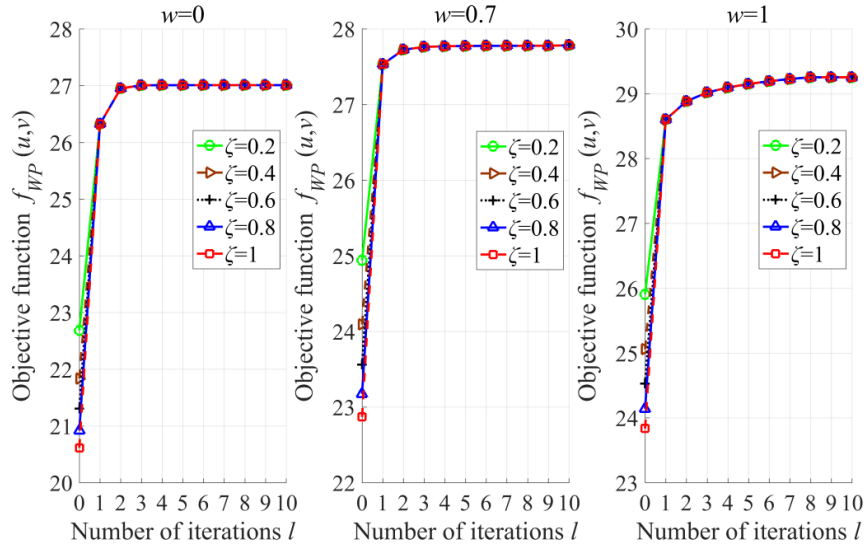 w=0
28
27
26
25
24
23
22
21
20
Objective function f_WP (u,v)
ζ=0.2
ζ=0.4
ζ=0.6
ζ=0.8
ζ=1
0 1 2 3 4 5 6 7 8 9 10
Number of iterations l
w=0.7
28
27
26
25
24
23
22
Objective function f_WP (u,v)
ζ=0.2
ζ=0.4
ζ=0.6
ζ=0.8
ζ=1
0 1 2 3 4 5 6 7 8 9 10
Number of iterations l
w=1
30
29
28
27
26
25
24
23
Objective function f_WP (u,v)
ζ=0.2
ζ=0.4
ζ=0.6
ζ=0.8
ζ=1
0 1 2 3 4 5 6 7 8 9 10
Number of iterations l